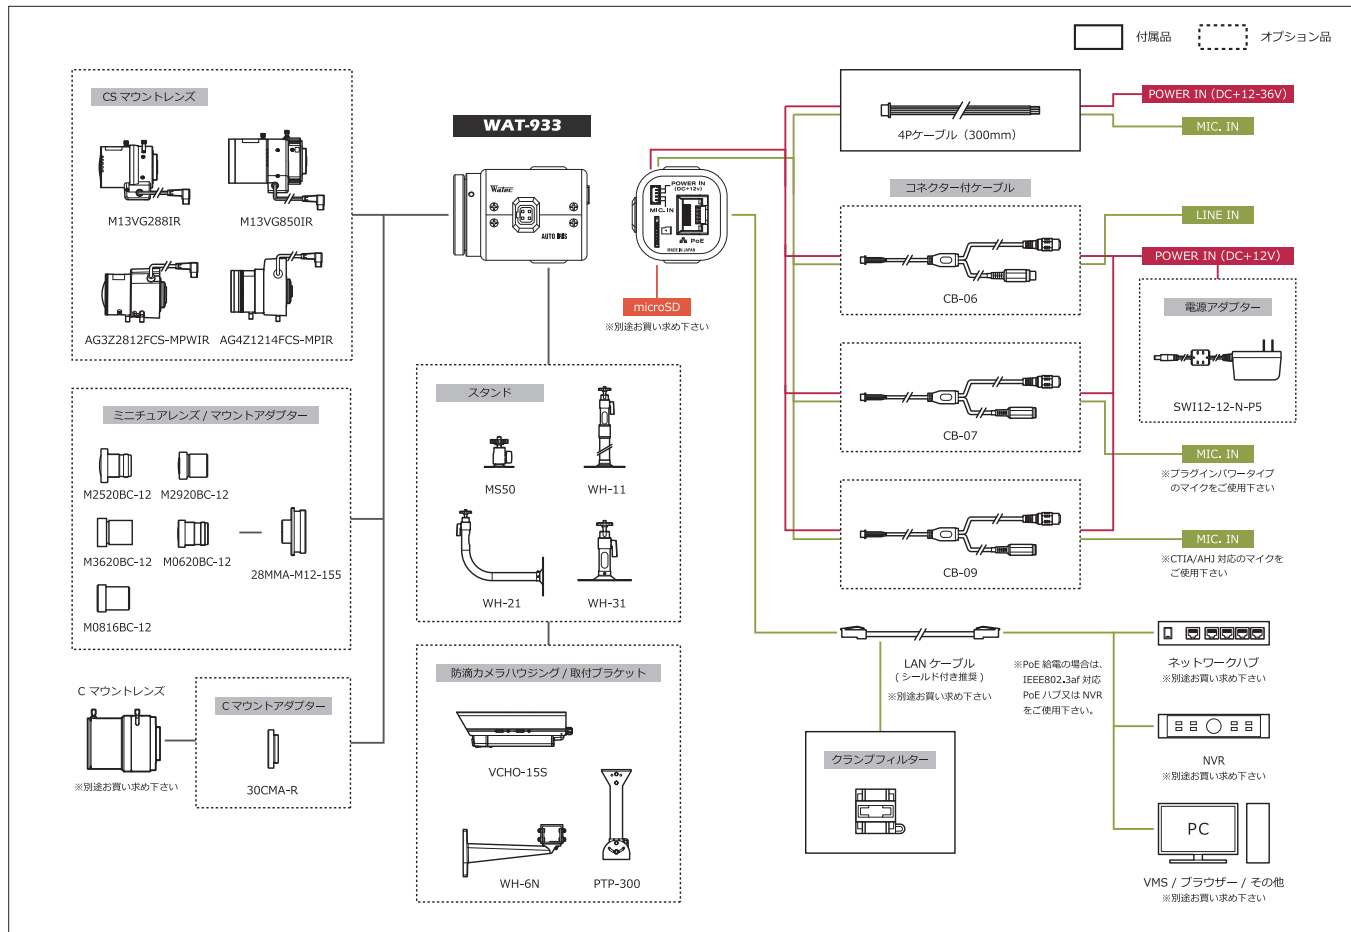 付属品
オプション品
CS マウントレンズ
M13VG288IR
M13VG850IR
AG3Z2812FCS-MPWIR
AG4Z1214FCS-MPIR
ミニチュアレンズ / マウントアダプター
M2520BC-12
M2920BC-12
M3620BC-12
M0620BC-12
28MMA-M12-155
M0816BC-12
C マウントレンズ
※別途お買い求め下さい
C マウントアダプター
30CMA-R
WAT-933
Watec
AUTO IRIS
POWER IN
(DC+12v)
MIC. IN
PoE
MADE IN JAPAN
microSD
※別途お買い求め下さい
スタンド
MS50
WH-11
WH-21
WH-31
防滴カメラハウジング / 取付ブラケット
VCHO-15S
WH-6N
PTP-300
4Pケーブル（300mm）
POWER IN (DC+12-36V)
MIC. IN
コネクター付ケーブル
CB-06
LINE IN
POWER IN (DC+12V)
電源アダプター
SWI12-12-N-P5
CB-07
MIC. IN
※プラグインパワータイプ
のマイクをご使用下さい
CB-09
MIC. IN
※CTIA/AHJ 対応のマイクを
ご使用下さい
LAN ケーブル
( シールド付き推奨 )
※別途お買い求め下さい
※PoE 給電の場合は、
IEEE802.3af 対応
PoE ハブ又は NVR
をご使用下さい。
クランプフィルター
ネットワークハブ
※別途お買い求め下さい
NVR
※別途お買い求め下さい
PC
VMS / ブラウザー / その他
※別途お買い求め下さい